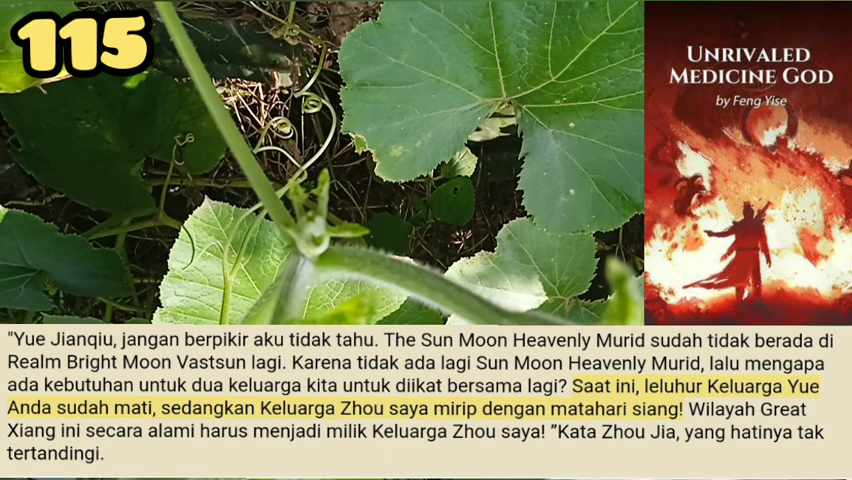 115
UNRIVALED
MEDICINE GOD
by Feng Yise
"Yue Jianqiu, jangan berpikir aku tidak tahu. The Sun Moon Heavenly Murid sudah tidak berada di
Realm Bright Moon Vastsun lagi. Karena tidak ada lagi Sun Moon Heavenly Murid, lalu mengapa
ada kebutuhan untuk dua keluarga kita untuk diikat bersama lagi? Saat ini, leluhur Keluarga Yue
Anda sudah mati, sedangkan Keluarga Zhou saya mirip dengan matahari siang! Wilayah Great
Xiang ini secara alami harus menjadi milik Keluarga Zhou saya! ”Kata Zhou Jia, yang hatinya tak
tertandingi.